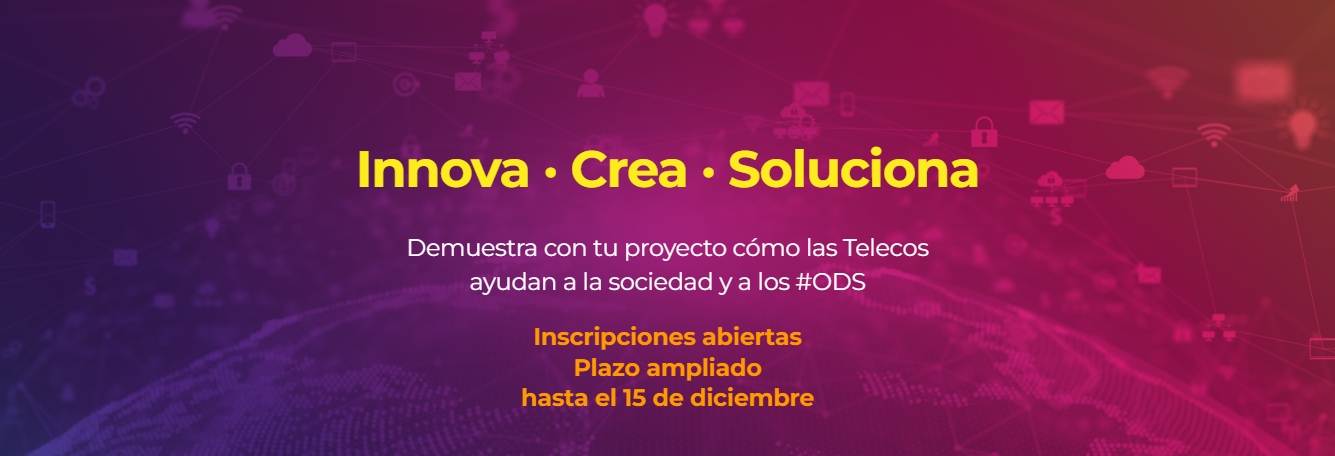 Innova · Crea · Soluciona
Demuestra con tu proyecto cómo las Telecos
ayudan a la sociedad y a los #ODS
Inscripciones abiertas
Plazo ampliado
hasta el 15 de diciembre